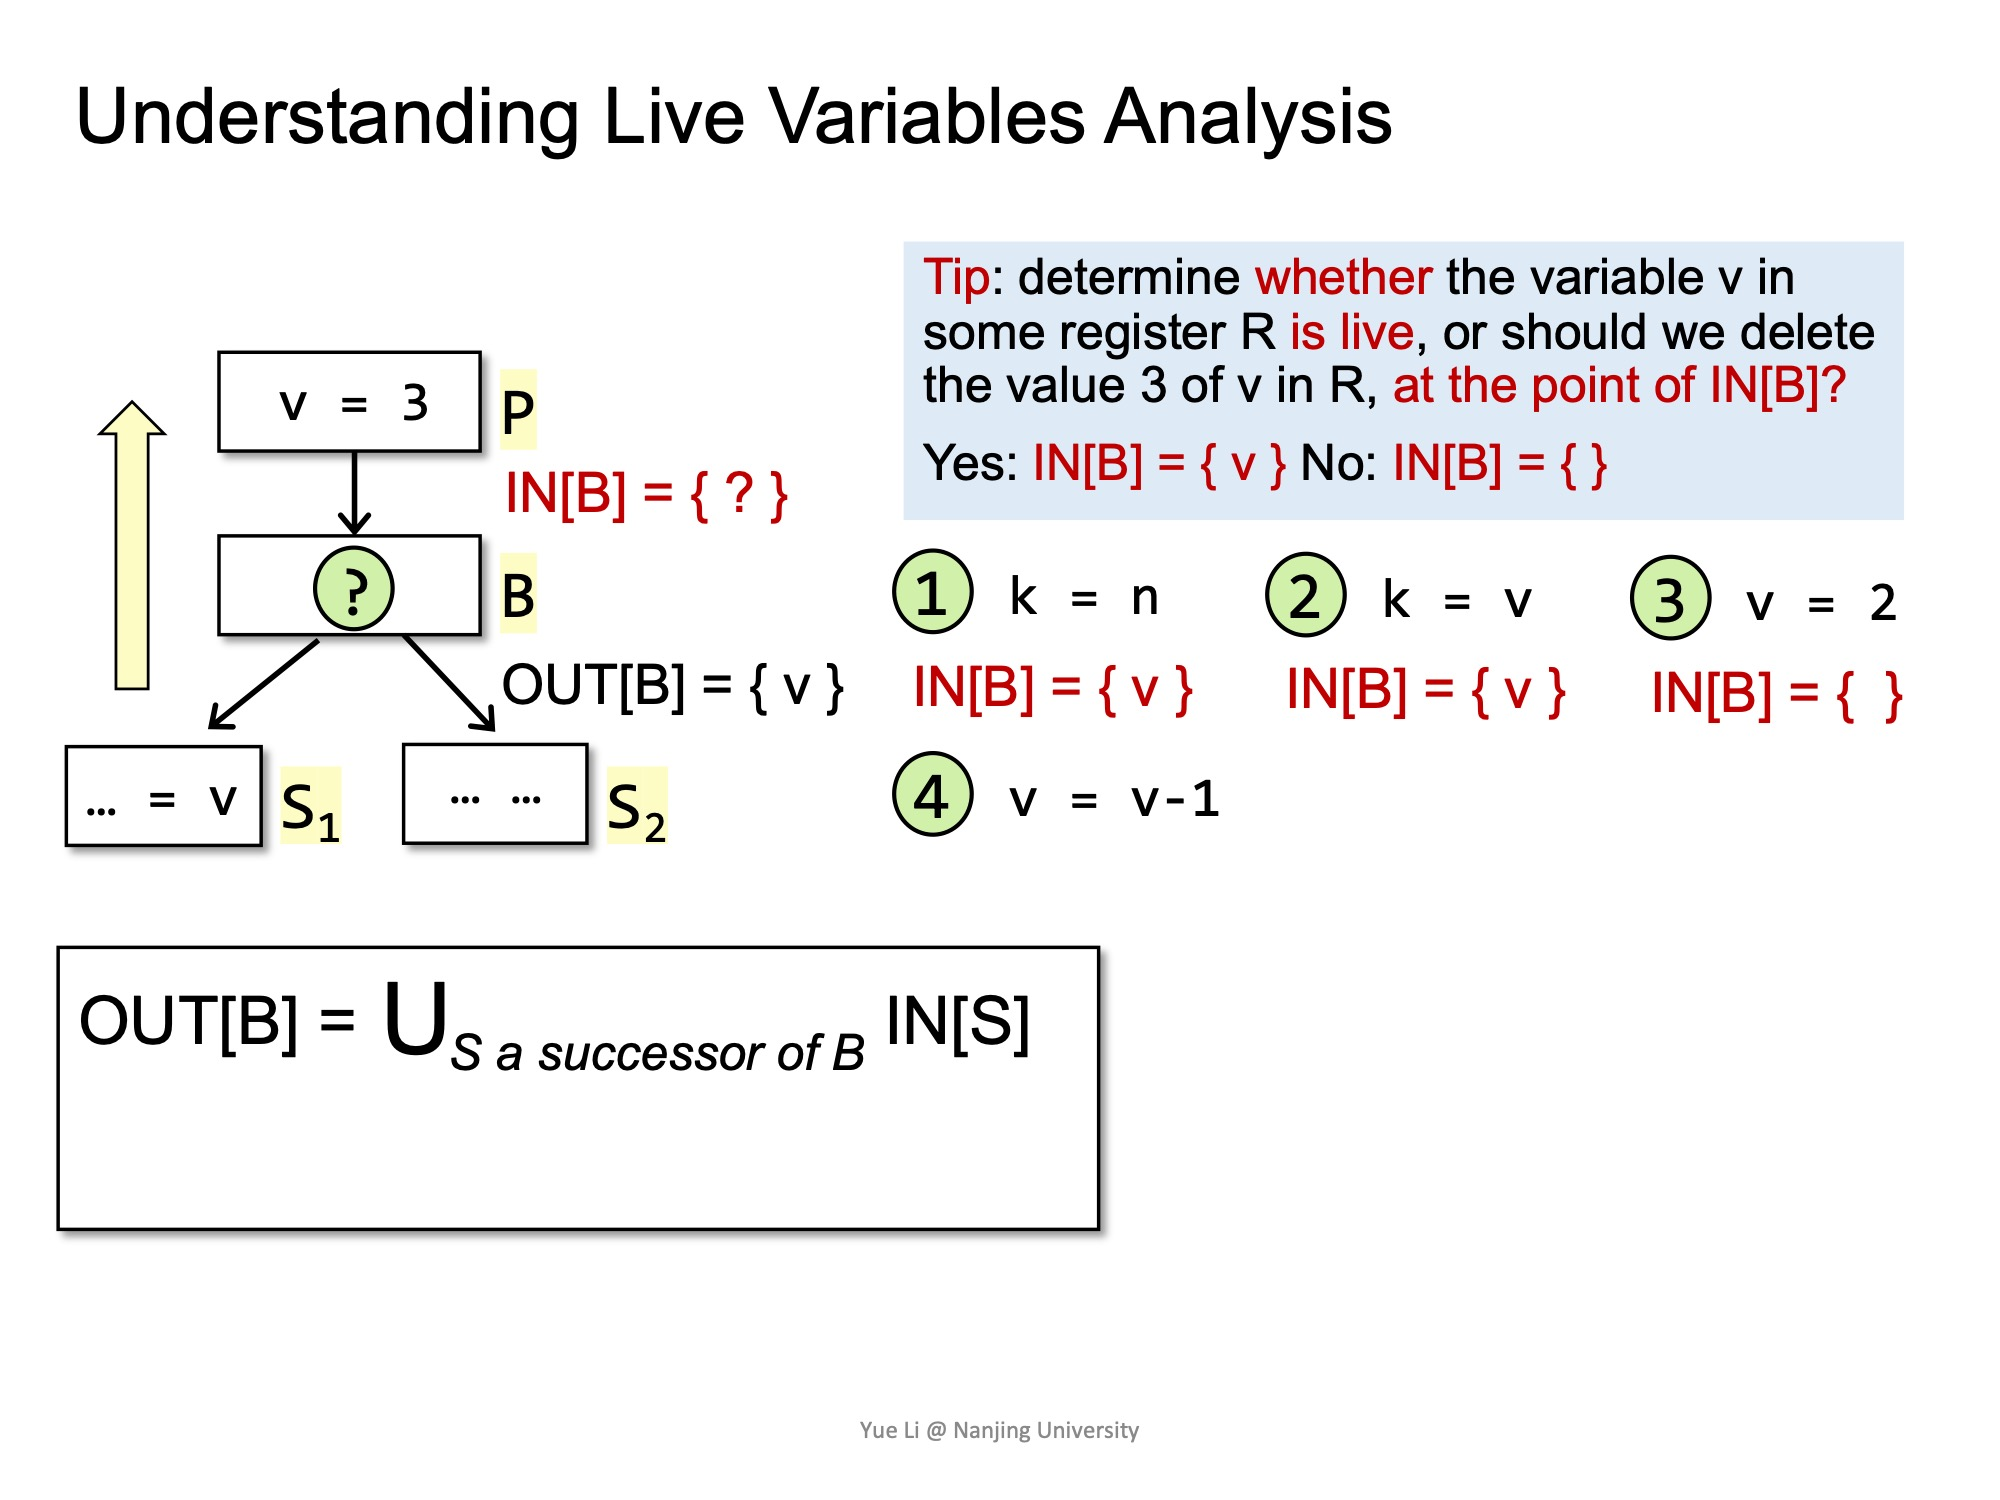 Understanding Live Variables Analysis
Tip: determine whether the variable v in
some register R is live, or should we delete
the value 3 of v in R, at the point of IN[B]?
Yes: IN[B] = { v } No: IN[B] = { }
v = 3 P
IN[B] = { ? }
? B
OUT[B] = { v }
… = v S1
… … S2
1 k = n
IN[B] = { v }
2 k = v
IN[B] = { v }
3 v = 2
IN[B] = { }
4 v = v-1
OUT[B] = U S a successor of B IN[S]
Yue Li @ Nanjing University